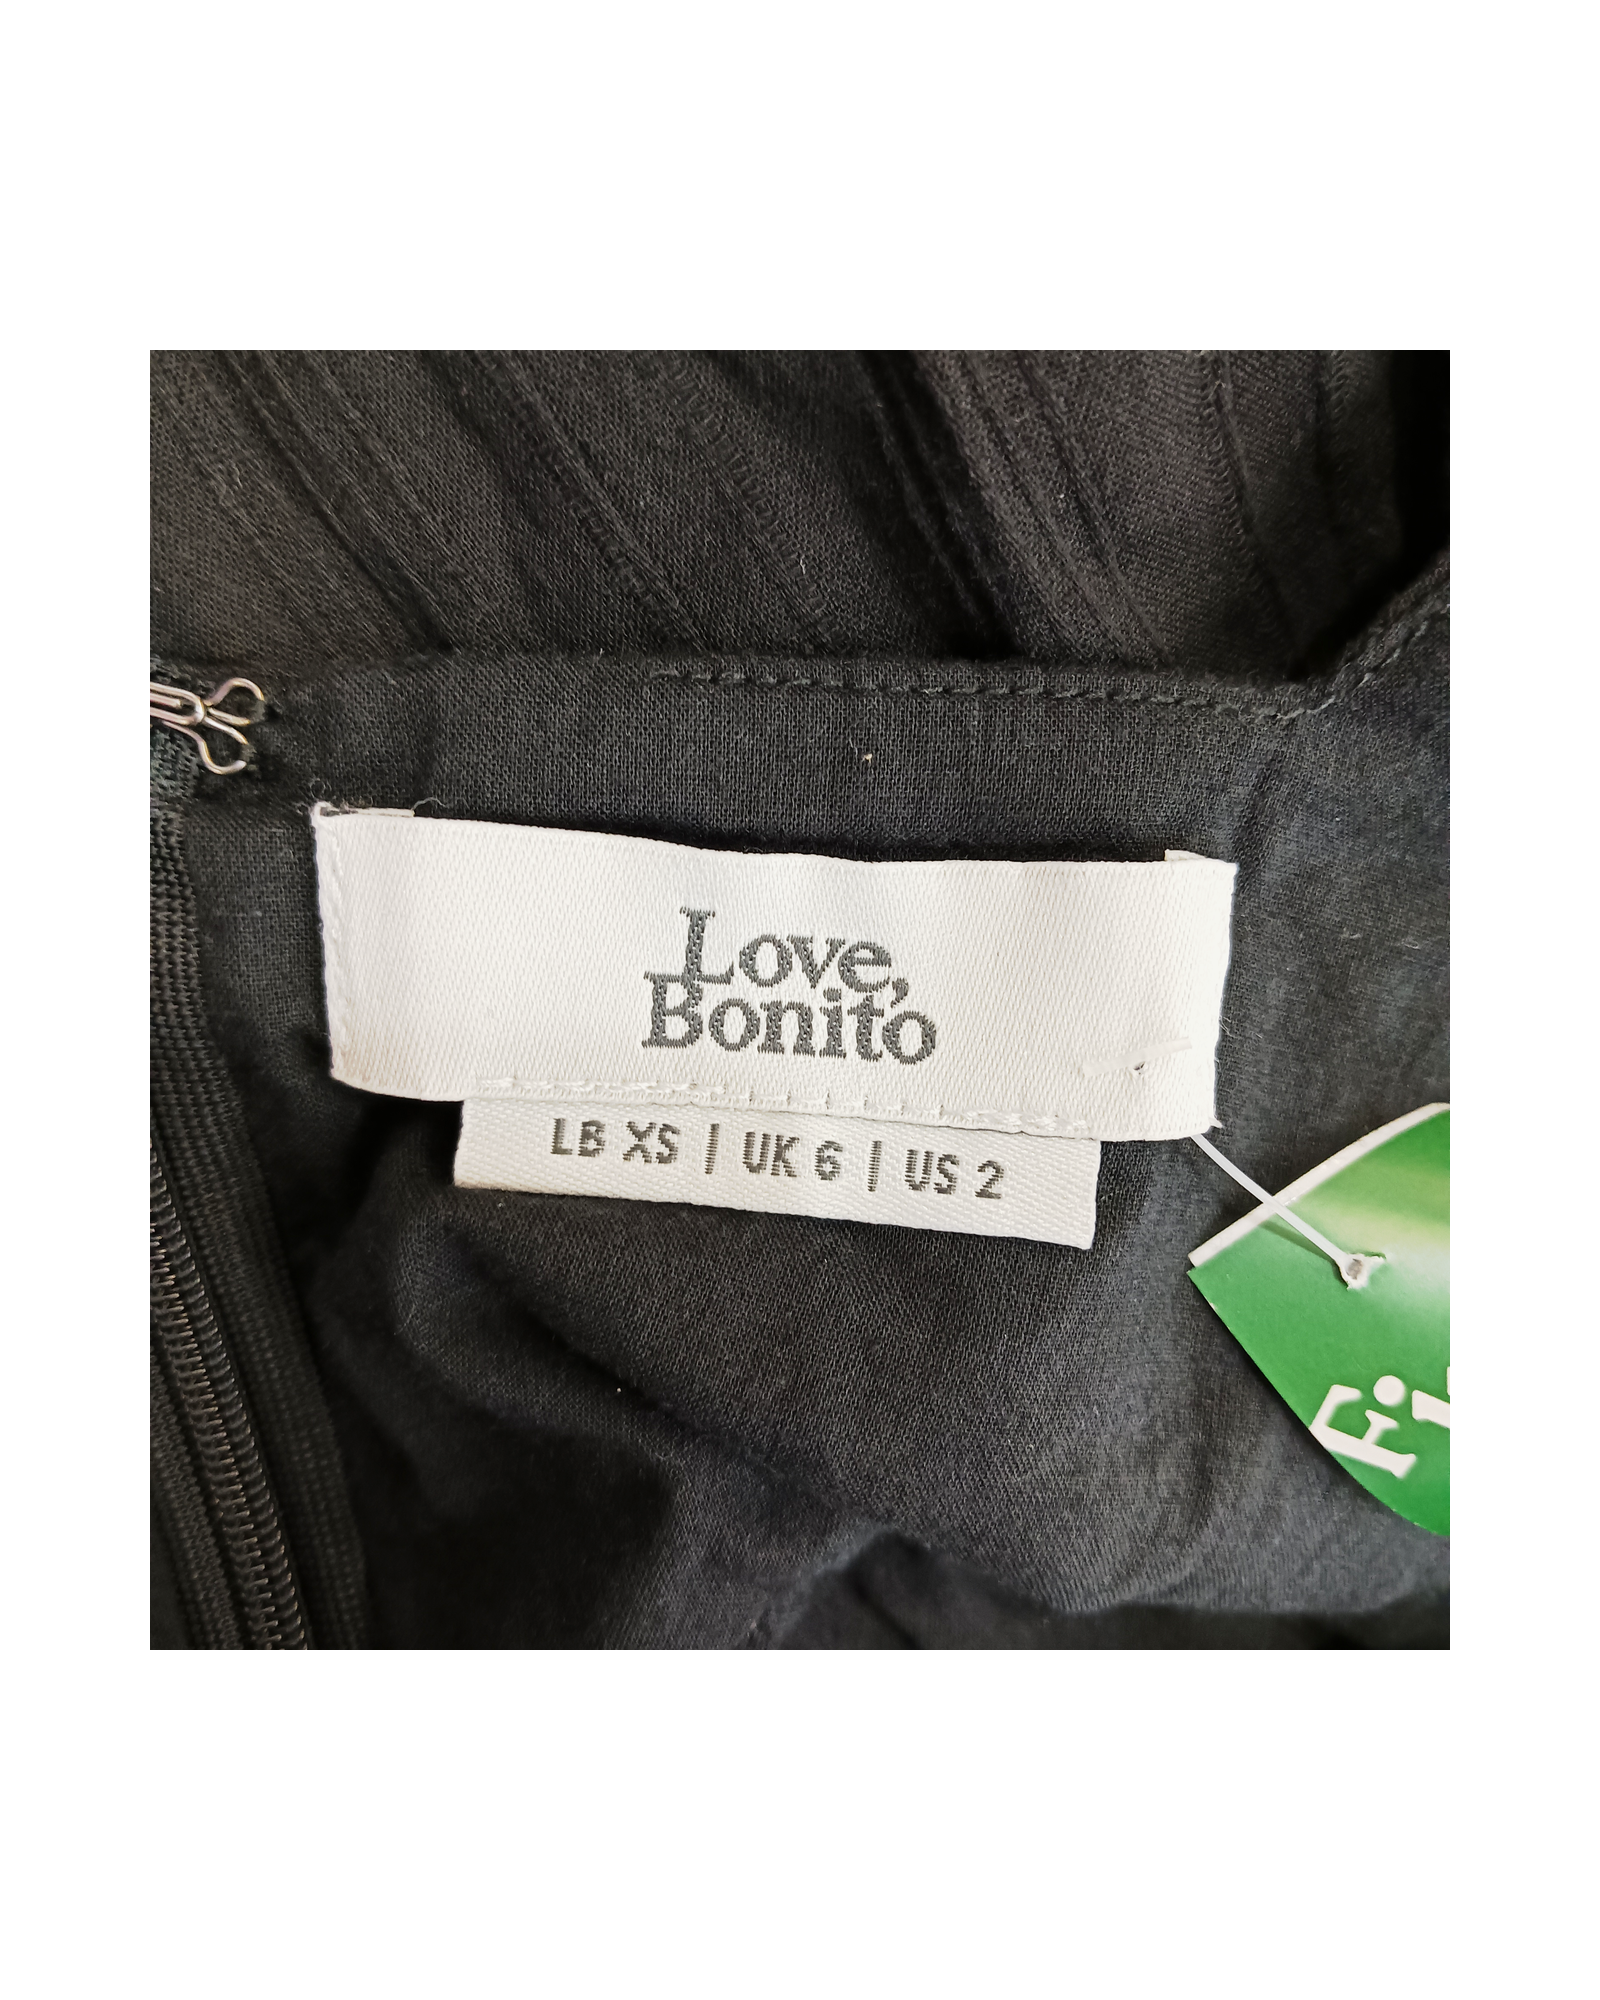 Love,
Bonito
LB XS | UK 6 | US 2